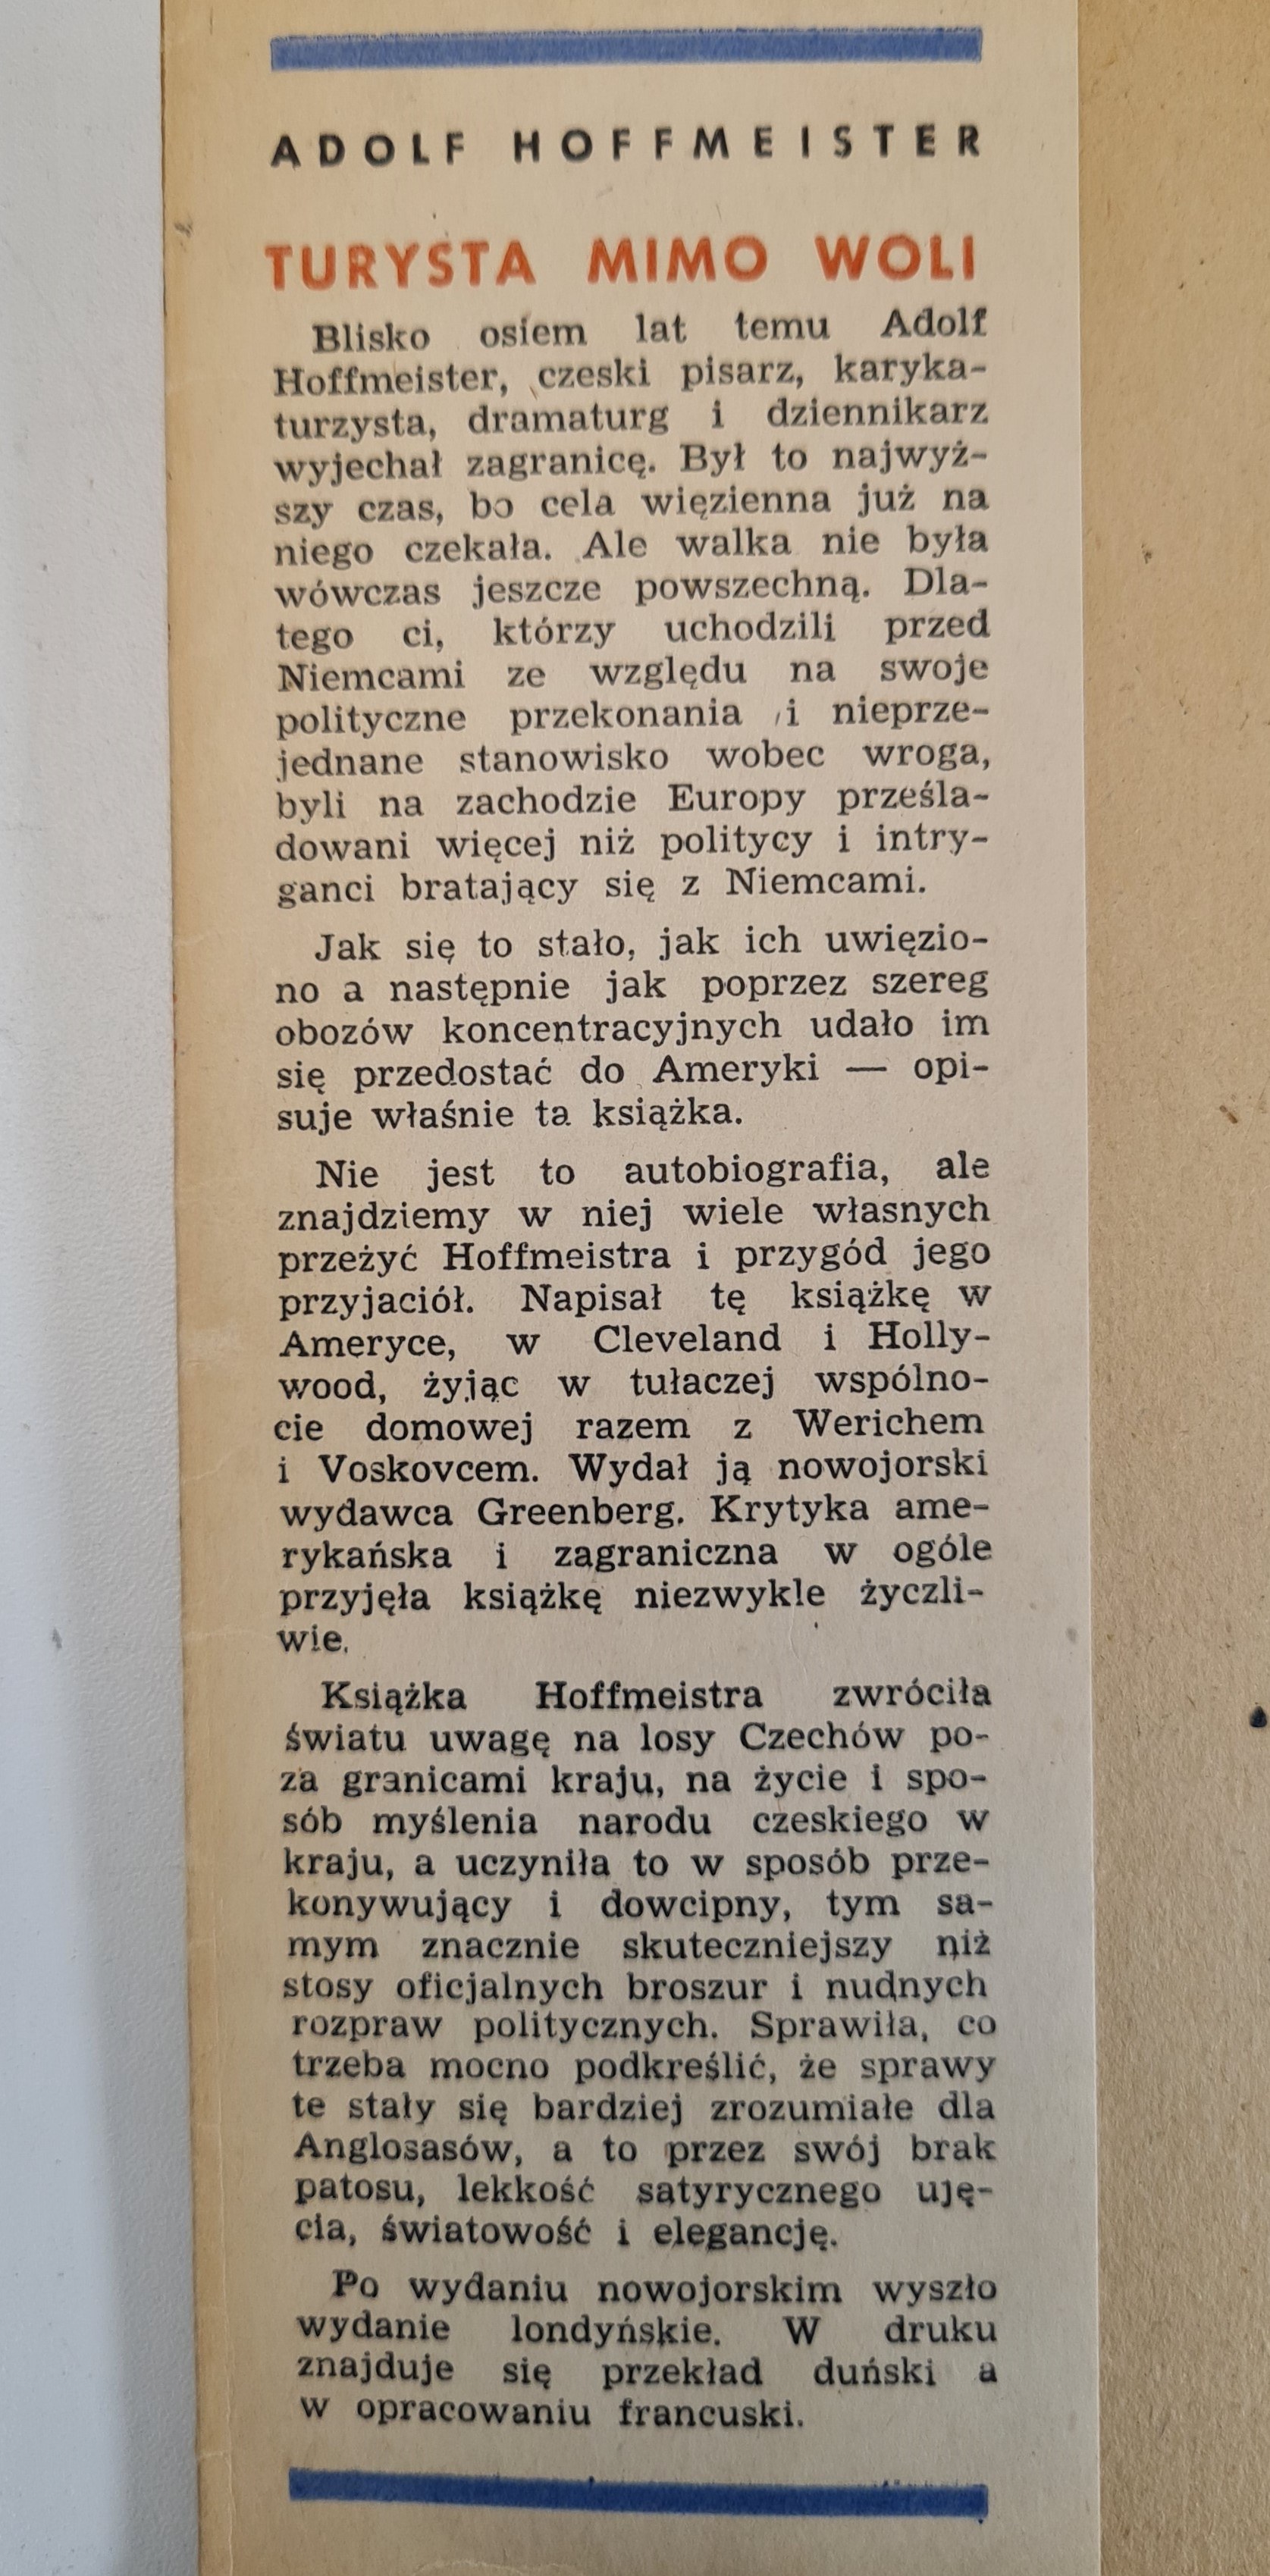 ADOLF HOFFMEISTER
TURYSTA MIMO WOLI
Blisko osiem lat temu Adolf
Hoffmeister, czeski pisarz, karyka-
turzysta, dramaturg i dziennikarz
wyjechał zagranicę. Był to najwyż-
szy czas, bo cela więzienna już na
niego czekała. Ale walka nie była
wówczas jeszcze powszechną. Dla-
tego ci, którzy uchodzili przed
Niemcami ze względu na swoje
polityczne przekonania i nieprze-
jednane stanowisko wobec wroga,
byli na zachodzie Europy prześla-
dowani więcej niż politycy i intry-
ganci bratający się z Niemcami.
Jak się to stało, jak ich uwięzio-
no a następnie jak poprzez szereg
obozów koncentracyjnych udało im
się przedostać do Ameryki — opi-
suje właśnie ta książka.
Nie jest to autobiografia, ale
znajdziemy w niej wiele własnych
przeżyć Hoffmeistra i przygód jego
przyjaciół. Napisał tę książkę w
Ameryce, w Cleveland i Holly-
wood, żyjąc w tułaczej wspólno-
cie domowej razem z Werichem
i Voskovcem. Wydał ją nowojorski
wydawca Greenberg. Krytyka ame-
rykańska i zagraniczna w ogóle
przyjęła książkę niezwykle życzli-
wie.
Książka Hoffmeistra zwróciła
światu uwagę na losy Czechów po-
za granicami kraju, na życie i spo-
sób myślenia narodu czeskiego w
kraju, a uczyniła to w sposób prze-
konywujący i dowcipny, tym sa-
mym znacznie skuteczniejszy niż
stosy oficjalnych broszur i nudnych
rozpraw politycznych. Sprawiła, co
trzeba mocno podkreślić, że sprawy
te stały się bardziej zrozumiałe dla
Anglosasów, a to przez swój brak
patosu, lekkość satyrycznego uję-
cia, światowość i elegancję.
Po wydaniu nowojorskim wyszło
wydanie londyńskie. W druku
znajduje się przekład duński a
w opracowaniu francuski.